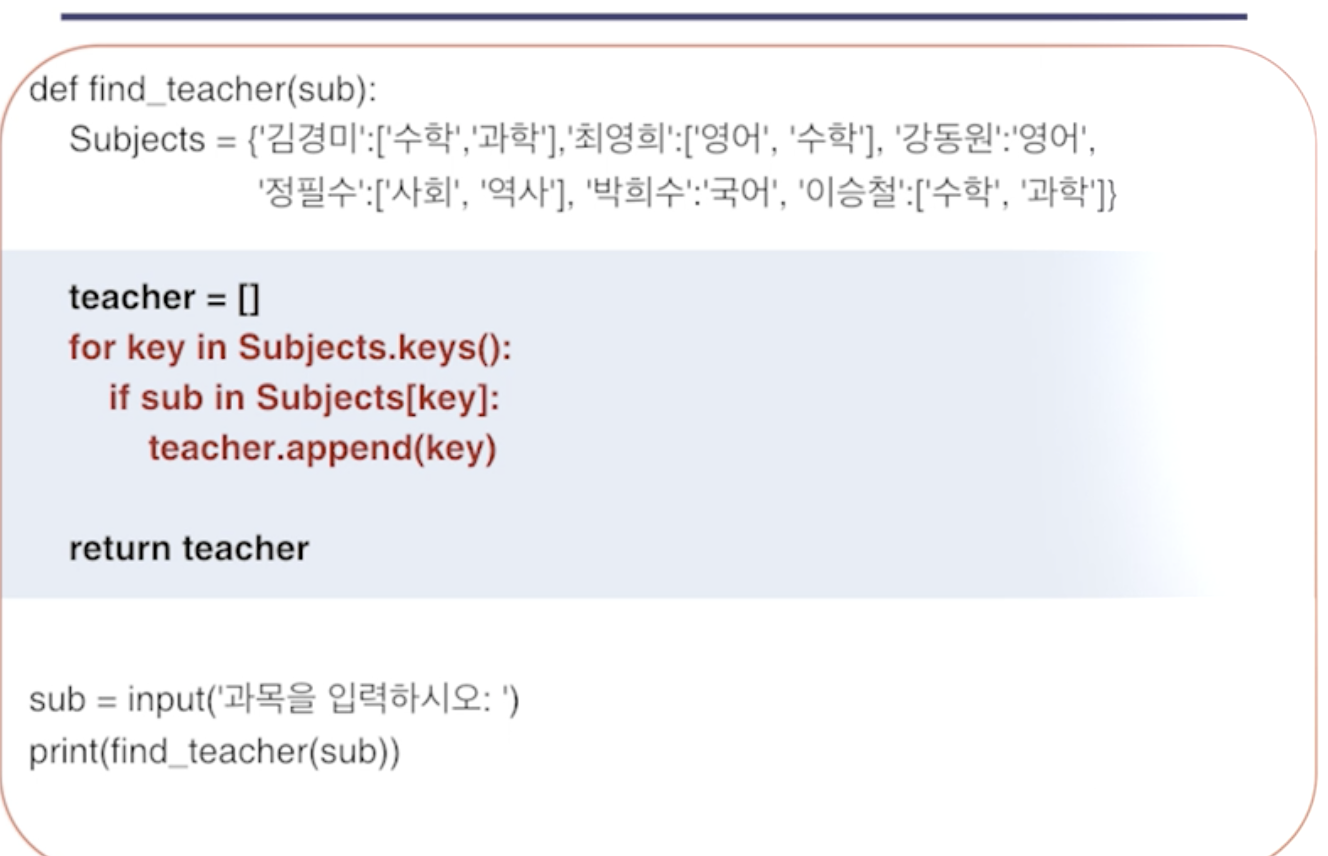 def find_teacher(sub):
Subjects = {'김경미':['수학','과학'],'최영희':['영어', '수학'], '강동원':'영어',
'정필수':['사회', '역사'], '박희수':'국어', '이승철':['수학', '과학']}
teacher = []
for key in Subjects.keys():
if sub in Subjects[key]:
teacher.append(key)
return teacher
sub = input('과목을 입력하시오: ')
print(find_teacher(sub))